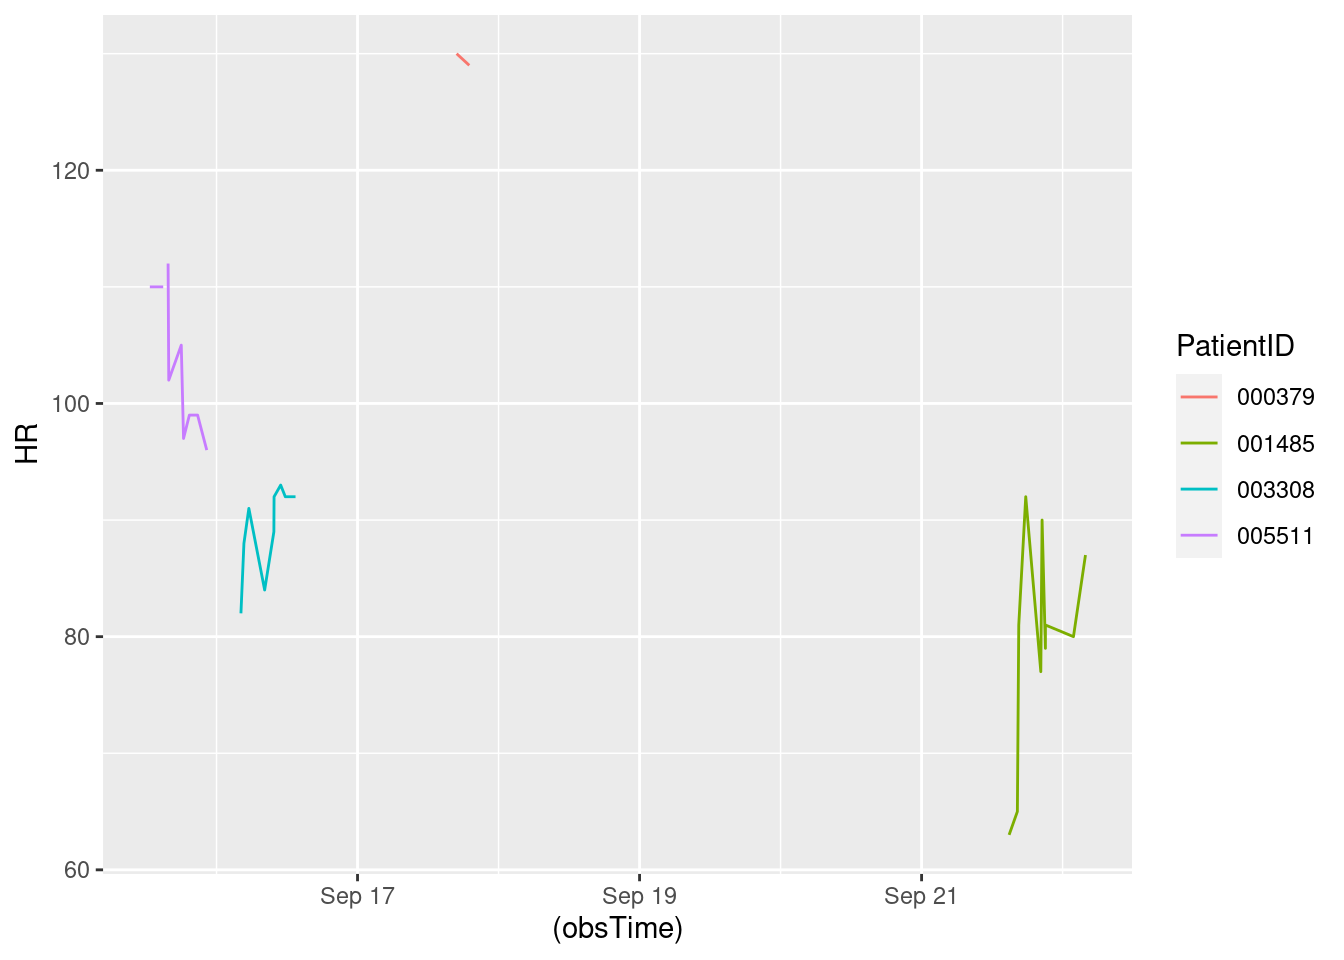 120
100
80
60
HR
Sep 17
Sep 19
Sep 21
(obsTime)
PatientID
000379
001485
003308
005511